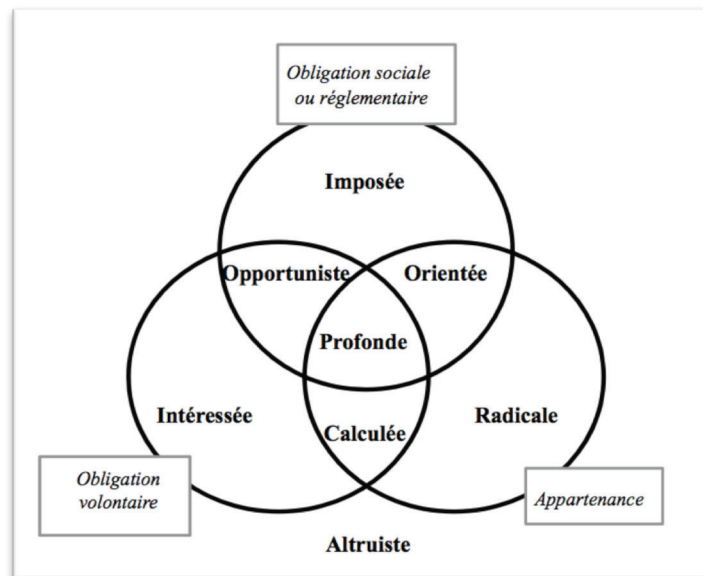 Obligation sociale
ou réglementaire
Imposée
Opportuniste
Orientée
Profonde
Intéressée
Calculée
Radicale
Obligation
volontaire
Appartenance
Altruiste